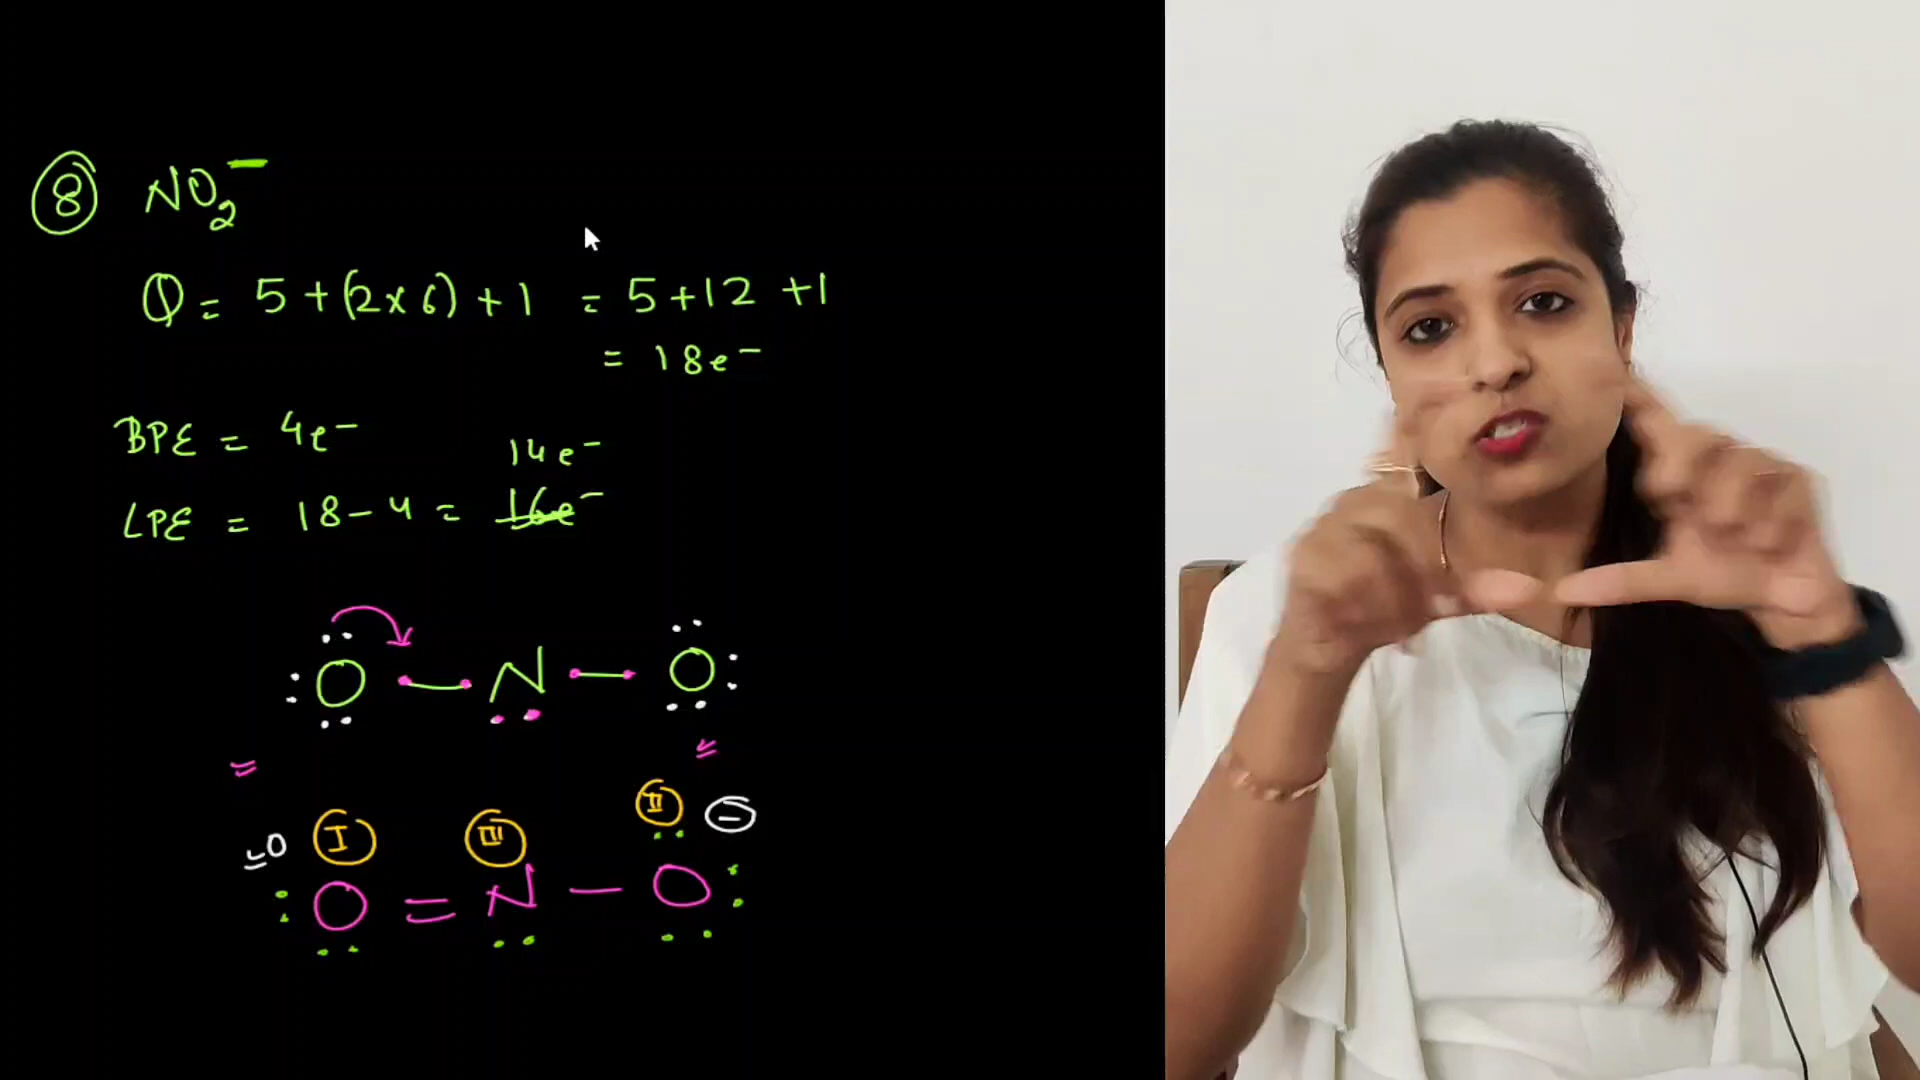 ⑧ NO₂⁻
Q = 5 + (2 x 6) + 1 = 5 + 12 + 1
= 18e⁻
BPE = 4e⁻
14e⁻
LPE = 18 - 4 = 16e⁻
O — N — O
=0 I III II −
O = N — O